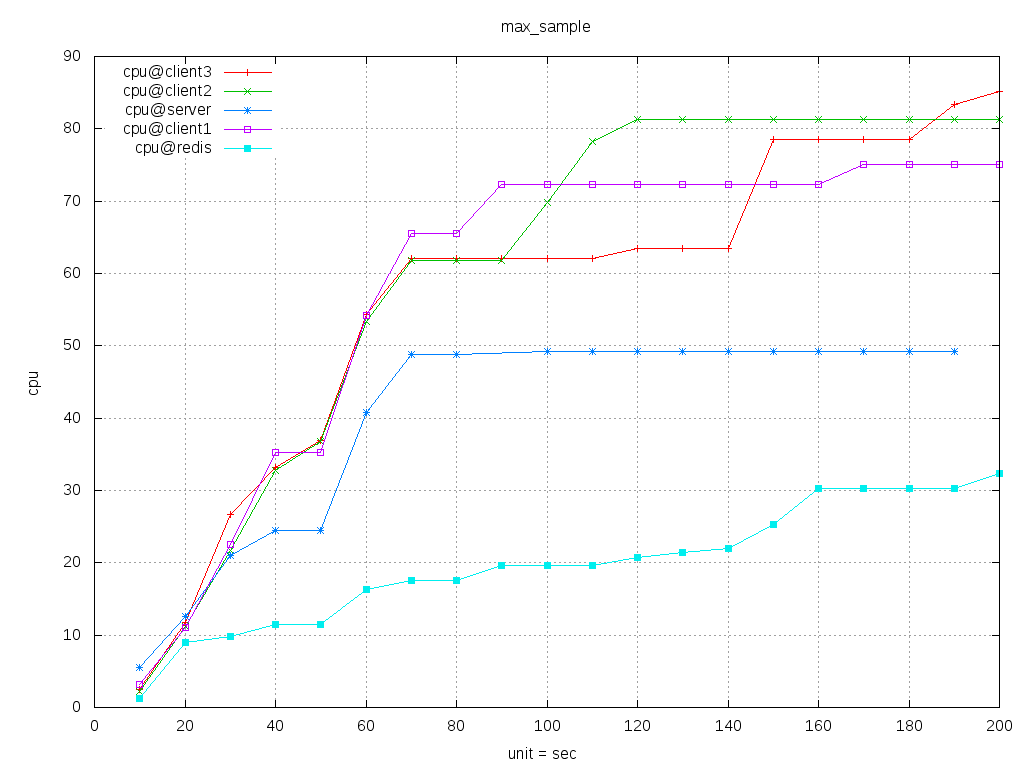 max_sample
90
80
70
60
50
40
30
20
10
0
cpu
cpu@client3
cpu@client2
cpu@server
cpu@client1
cpu@redis
0 20 40 60 80 100 120 140 160 180 200
unit = sec